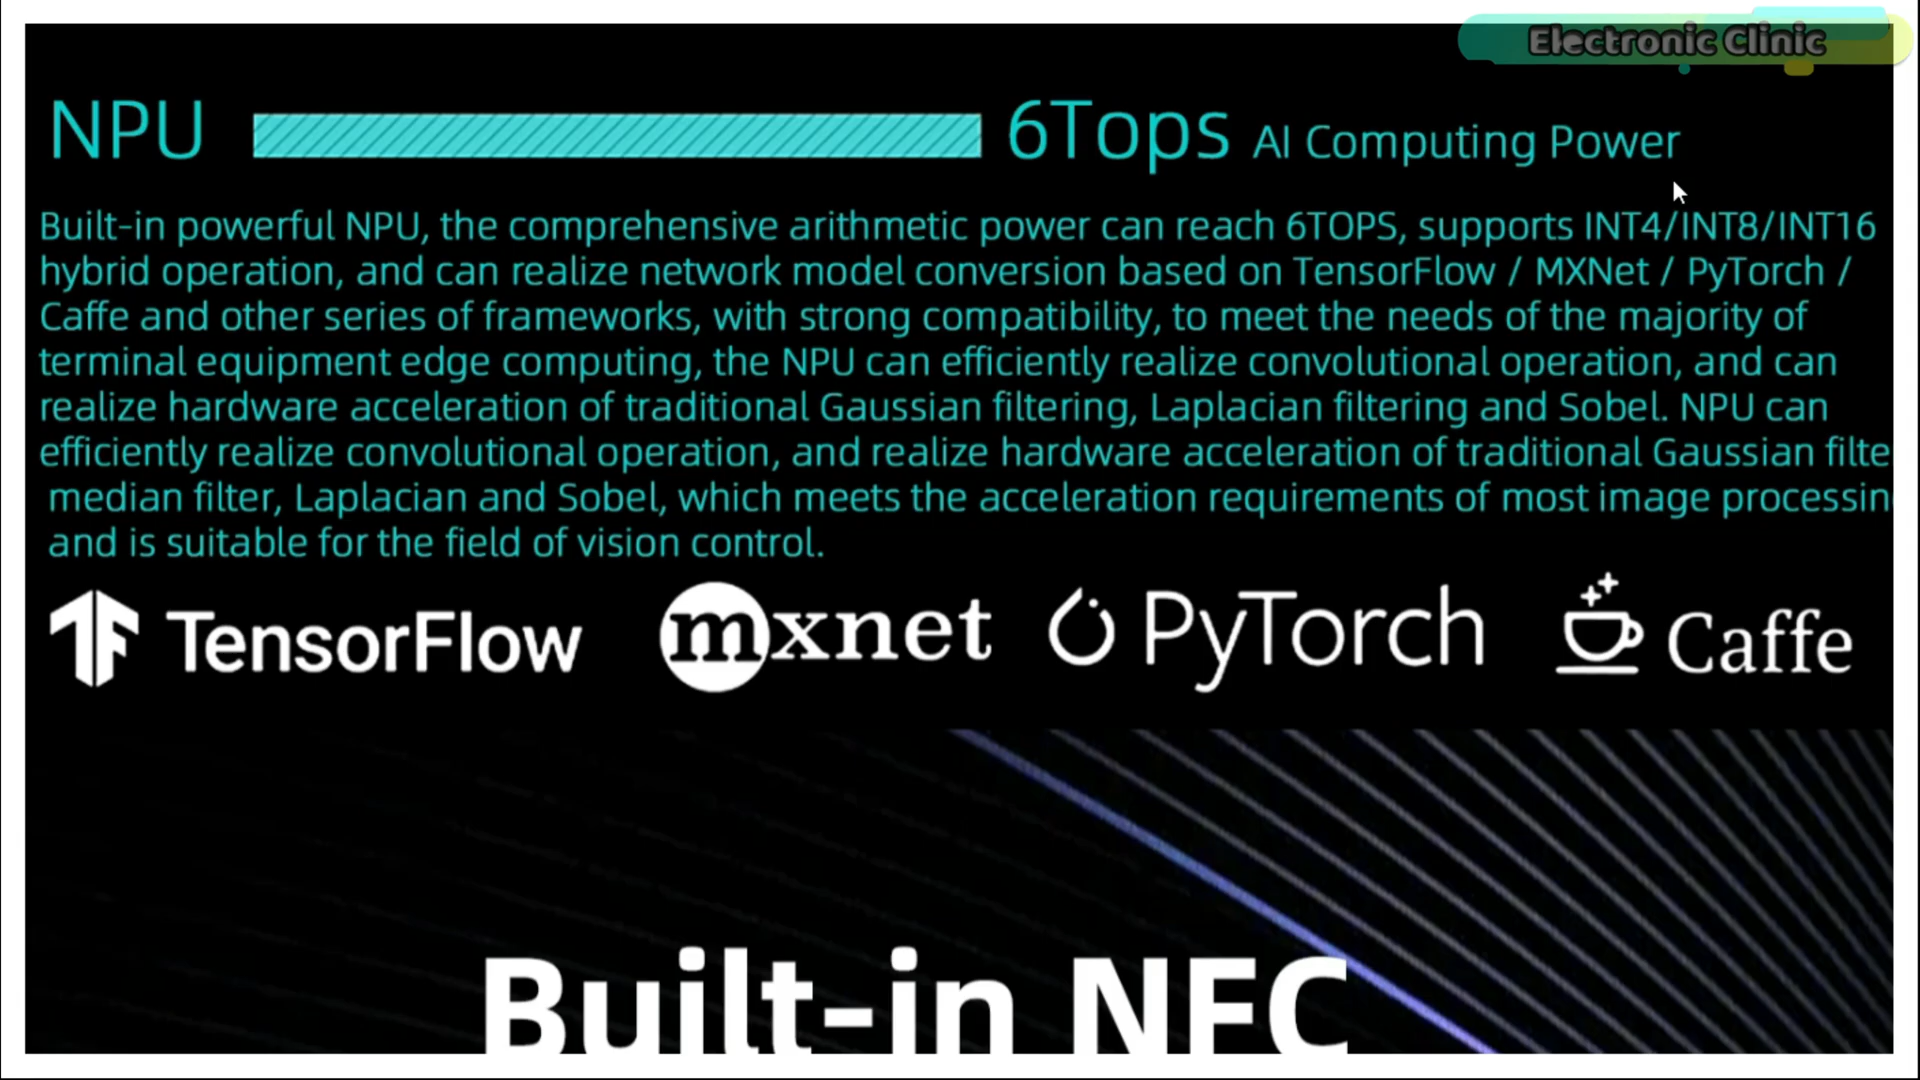 Electronic Clinic
NPU 6Tops AI Computing Power
Built-in powerful NPU, the comprehensive arithmetic power can reach 6TOPS, supports INT4/INT8/INT16
hybrid operation, and can realize network model conversion based on TensorFlow / MXNet / PyTorch /
Caffe and other series of frameworks, with strong compatibility, to meet the needs of the majority of
terminal equipment edge computing, the NPU can efficiently realize convolutional operation, and can
realize hardware acceleration of traditional Gaussian filtering, Laplacian filtering and Sobel. NPU can
efficiently realize convolutional operation, and realize hardware acceleration of traditional Gaussian filte
median filter, Laplacian and Sobel, which meets the acceleration requirements of most image processin
and is suitable for the field of vision control.
TensorFlow mxnet PyTorch Caffe
Built-in NFC